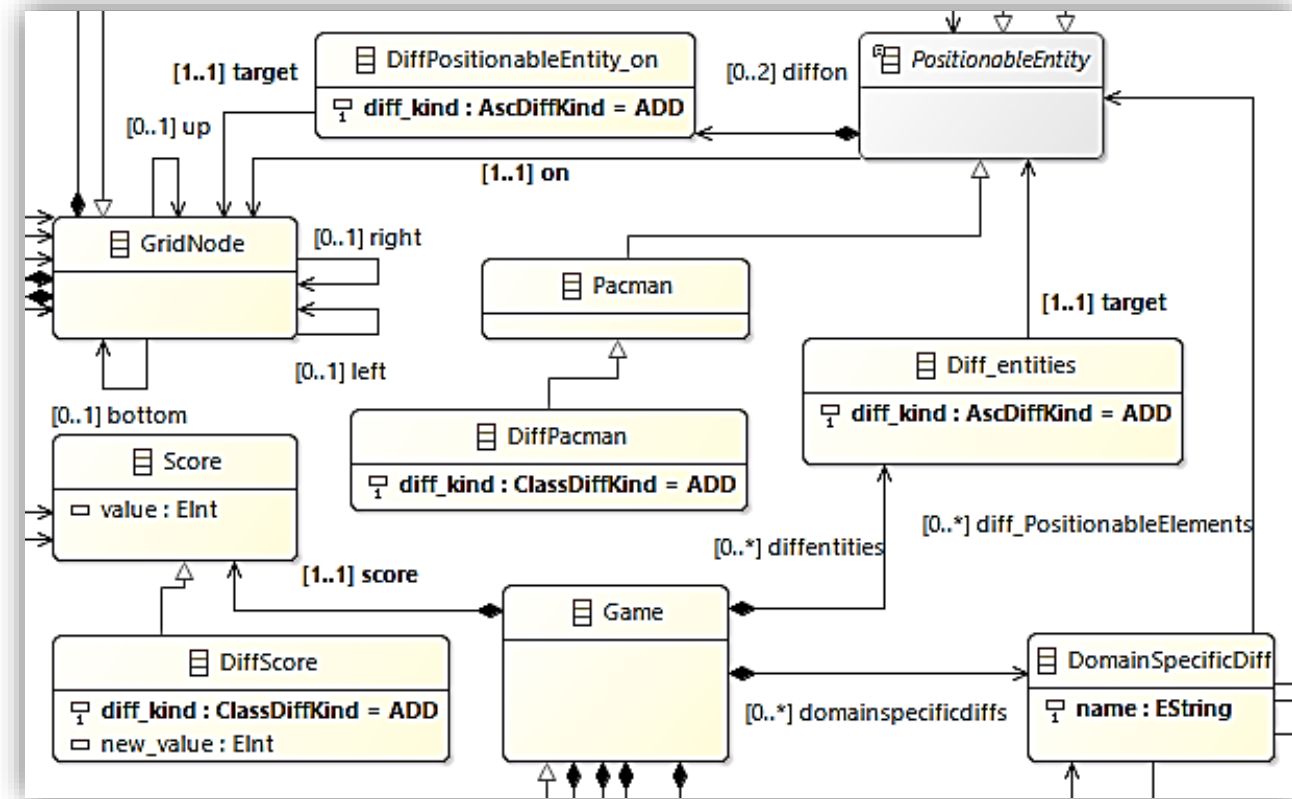 DiffPositionableEntity_on
diff_kind : AscDiffKind = ADD
[1..1] target
[0..2] diffon
PositionableEntity
[0..1] up
[1..1] on
GridNode
[0..1] right
[0..1] left
[0..1] bottom
Pacman
[1..1] target
Diff_entities
diff_kind : AscDiffKind = ADD
DiffPacman
diff_kind : ClassDiffKind = ADD
Score
value : EInt
[0..*] diff_PositionableElements
[0..*] diffentities
[1..1] score
Game
DiffScore
diff_kind : ClassDiffKind = ADD
new_value : EInt
DomainSpecificDiff
name : EString
[0..*] domainspecificdiffs